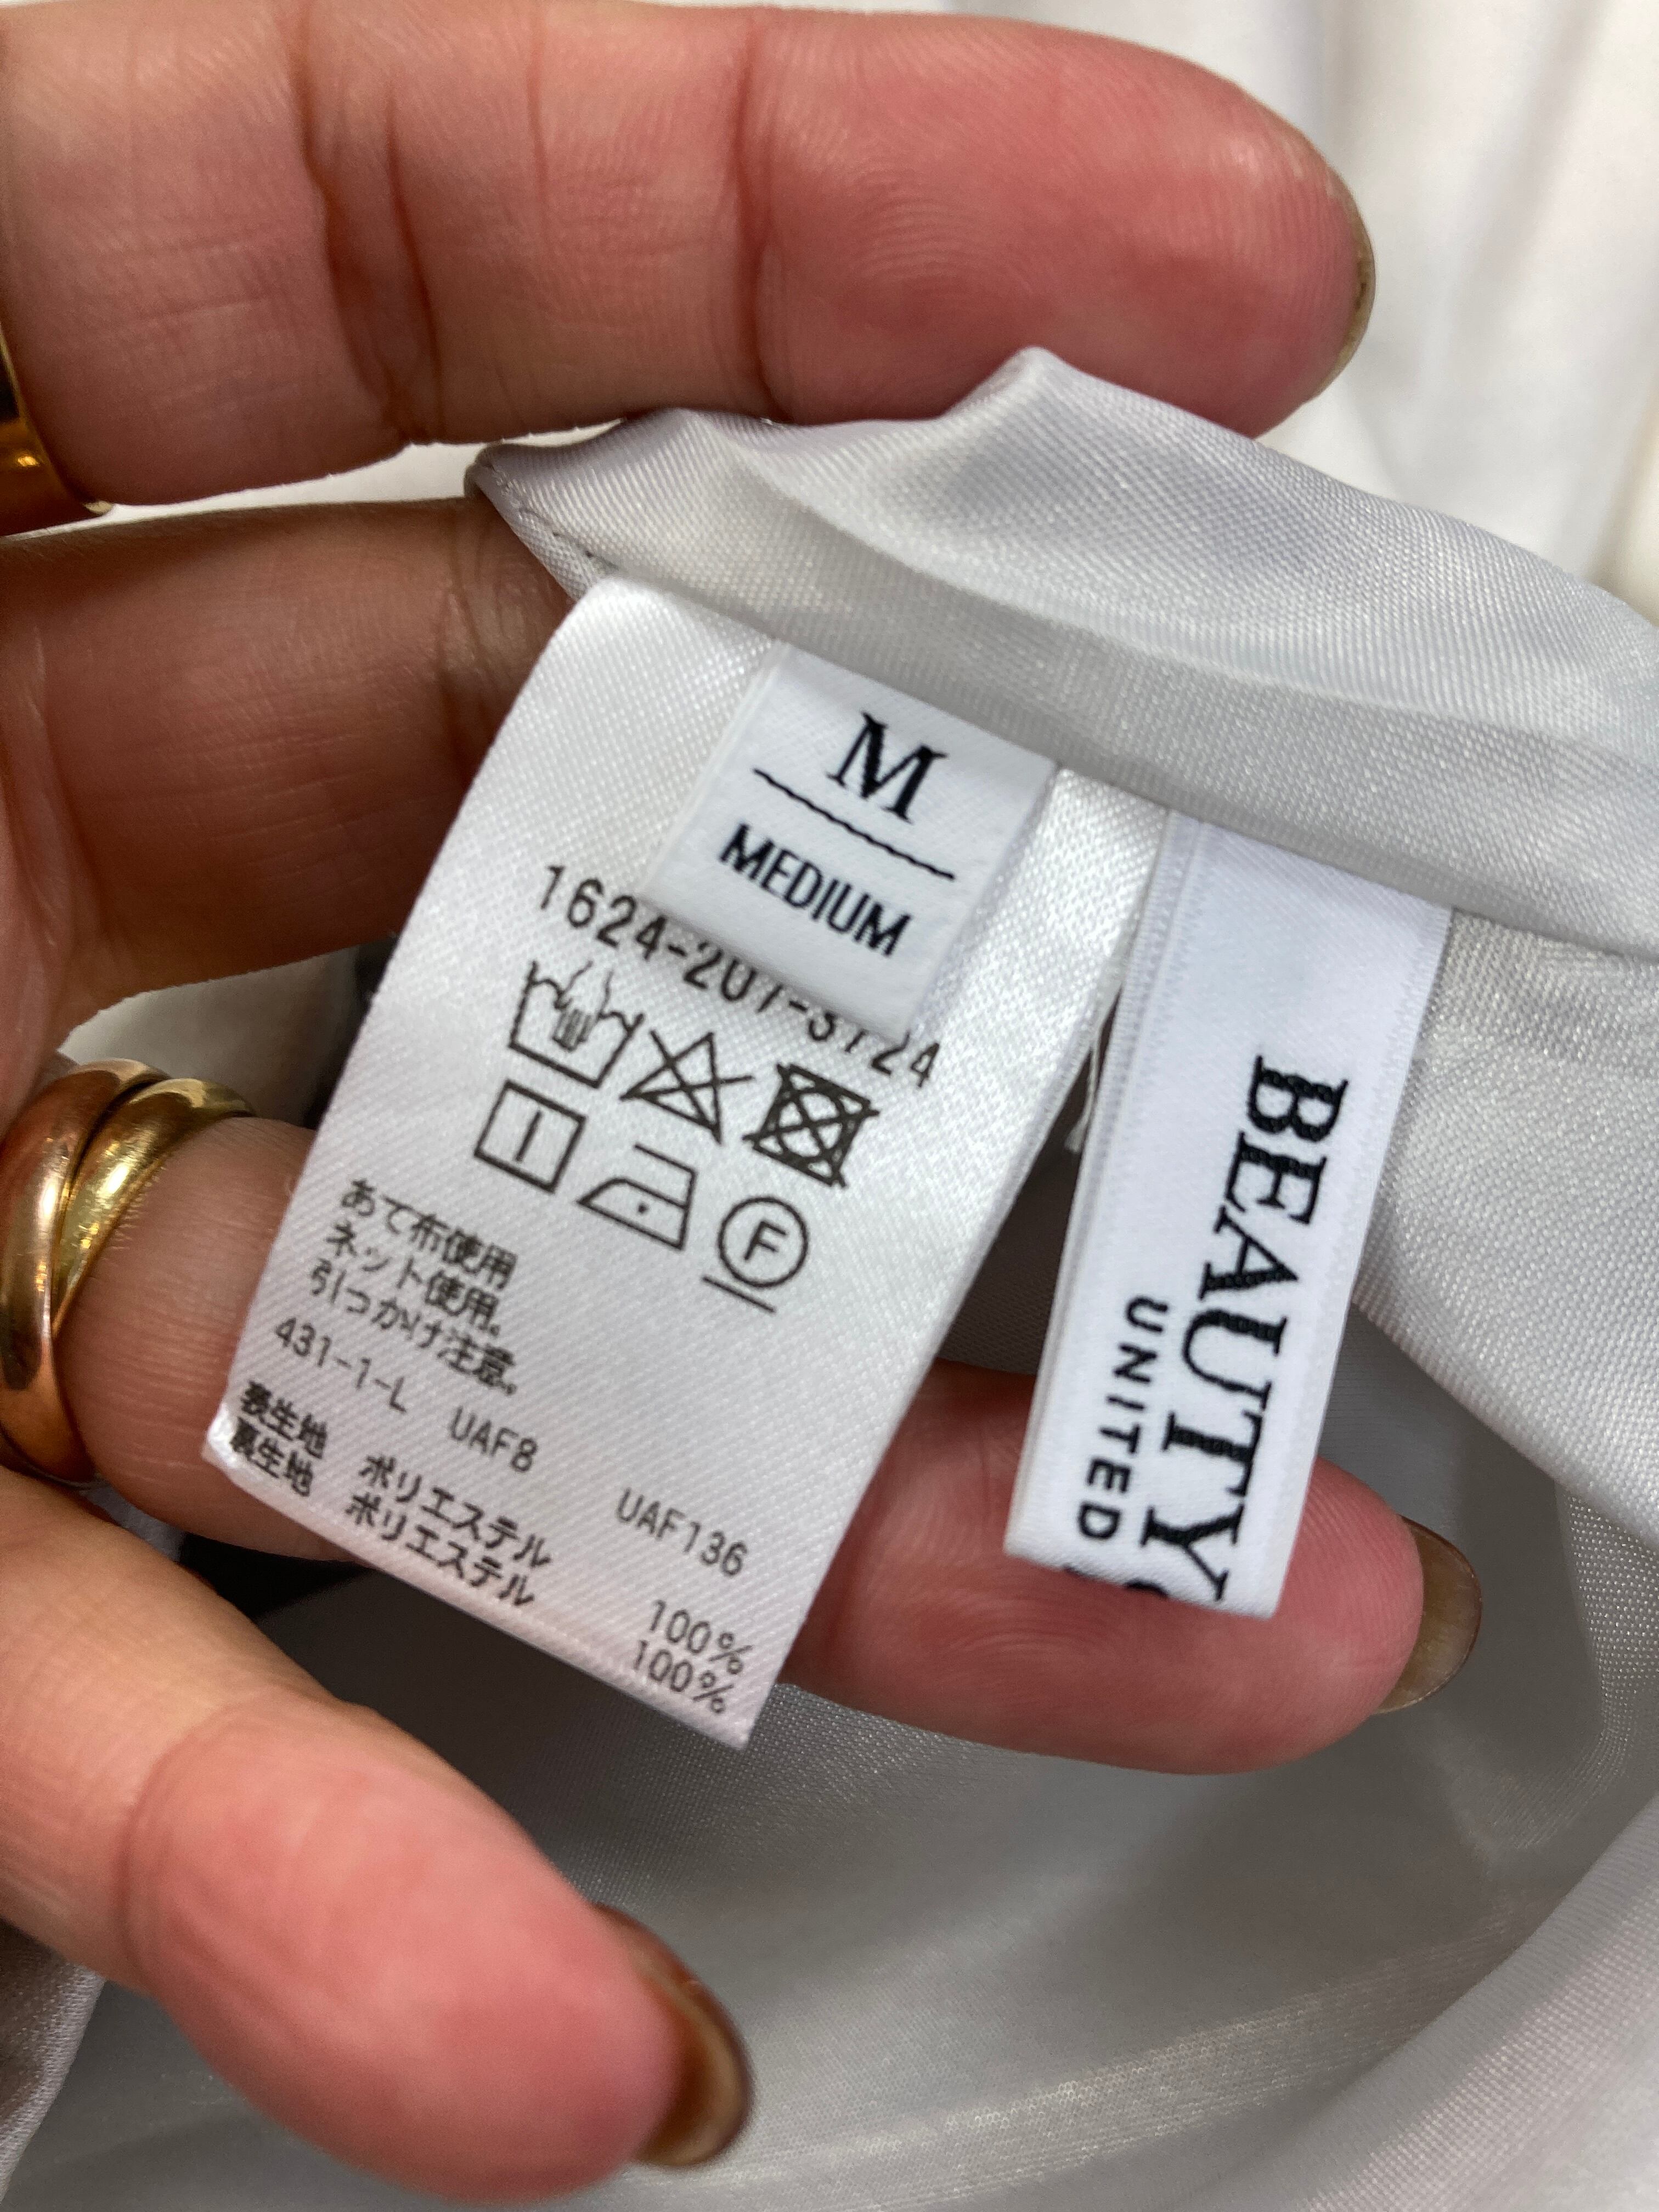 M
MEDIUM
1624-207-3724
F
あて布使用
ネット使用。
引っかけ注意。
431-1-L UAF8 UAF136
表生地 ポリエステル 100%
裏生地 ポリエステル 100%
BEAUTY
UNITED